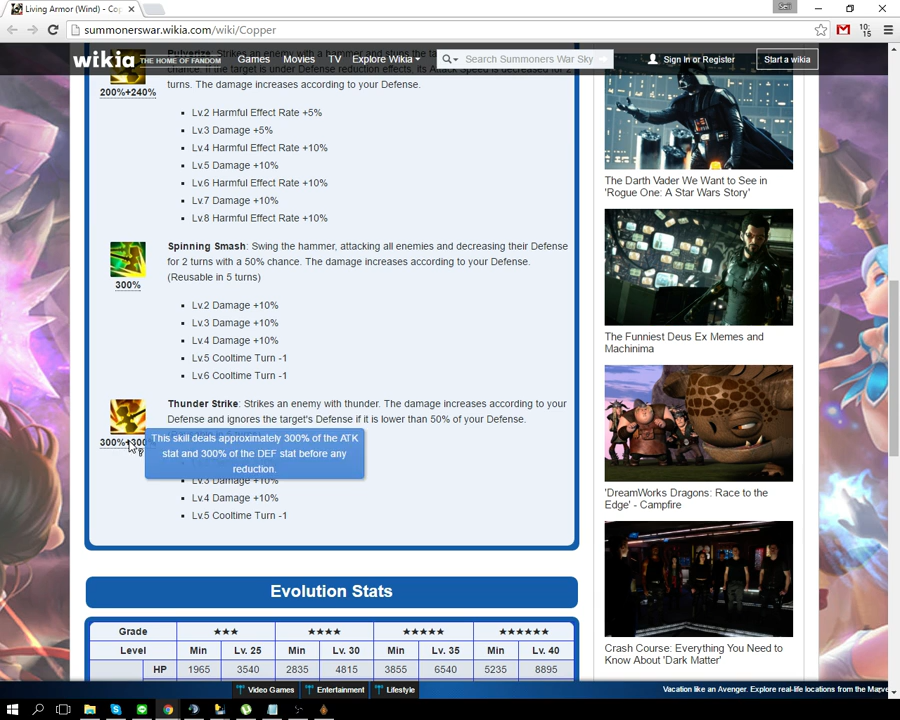 Living Armor (Wind) - Cop
summonerswar.wikia.com/wiki/Copper
10:
15
wikia THE HOME OF FANDOM Games Movies TV Explore Wikia Search Summoners War Sky Sign In or Register Start a wikia
Pulverize: Strikes an enemy with a hammer and stuns the ta
chance. If the target is under Defense reduction effects, its Attack Speed is decreased for 2
turns. The damage increases according to your Defense.
200%+240%
Lv.2 Harmful Effect Rate +5%
Lv.3 Damage +5%
Lv.4 Harmful Effect Rate +10%
Lv.5 Damage +10%
Lv.6 Harmful Effect Rate +10%
Lv.7 Damage +10%
Lv.8 Harmful Effect Rate +10%
Spinning Smash: Swing the hammer, attacking all enemies and decreasing their Defense
for 2 turns with a 50% chance. The damage increases according to your Defense.
(Reusable in 5 turns)
300%
Lv.2 Damage +10%
Lv.3 Damage +10%
Lv.4 Damage +10%
Lv.5 Cooltime Turn -1
Lv.6 Cooltime Turn -1
Thunder Strike: Strikes an enemy with thunder. The damage increases according to your
Defense and ignores the target's Defense if it is lower than 50% of your Defense.
300%+300%
This skill deals approximately 300% of the ATK
stat and 300% of the DEF stat before any
reduction.
Lv.3 Damage +10%
Lv.4 Damage +10%
Lv.5 Cooltime Turn -1
Evolution Stats
Grade ★★★ ★★★★ ★★★★★ ★★★★★★
Level Min Lv. 25 Min Lv. 30 Min Lv. 35 Min Lv. 40
HP 1965 3540 2835 4815 3855 6540 5235 8895
The Darth Vader We Want to See in
'Rogue One: A Star Wars Story'
The Funniest Deus Ex Memes and
Machinima
'DreamWorks Dragons: Race to the
Edge' - Campfire
Crash Course: Everything You Need to
Know About 'Dark Matter'
Video Games Entertainment Lifestyle
Vacation like an Avenger. Explore real-life locations from the Marve